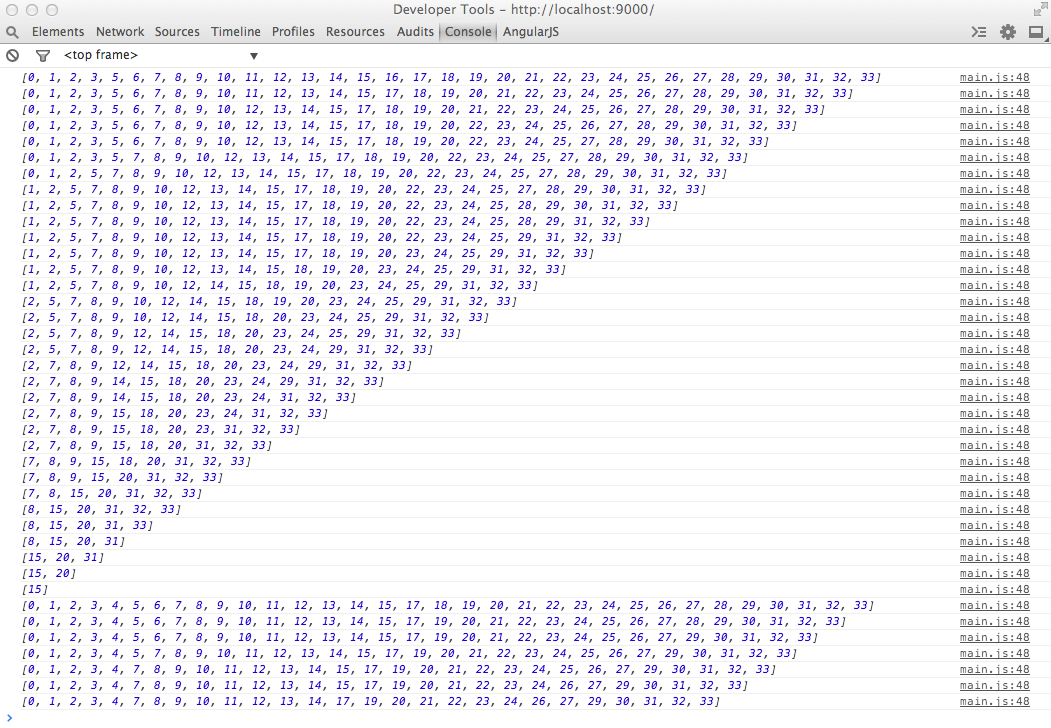 Developer Tools – http://localhost:9000/
Elements Network Sources Timeline Profiles Resources Audits Console AngularJS
<top frame>
[0, 1, 2, 3, 5, 6, 7, 8, 9, 10, 11, 12, 13, 14, 15, 16, 17, 18, 19, 20, 21, 22, 23, 24, 25, 26, 27, 28, 29, 30, 31, 32, 33] main.js:48
[0, 1, 2, 3, 5, 6, 7, 8, 9, 10, 11, 12, 13, 14, 15, 17, 18, 19, 20, 21, 22, 23, 24, 25, 26, 27, 28, 29, 30, 31, 32, 33] main.js:48
[0, 1, 2, 3, 5, 6, 7, 8, 9, 10, 12, 13, 14, 15, 17, 18, 19, 20, 21, 22, 23, 24, 25, 26, 27, 28, 29, 30, 31, 32, 33] main.js:48
[0, 1, 2, 3, 5, 6, 7, 8, 9, 10, 12, 13, 14, 15, 17, 18, 19, 20, 22, 23, 24, 25, 26, 27, 28, 29, 30, 31, 32, 33] main.js:48
[0, 1, 2, 3, 5, 6, 7, 8, 9, 10, 12, 13, 14, 15, 17, 18, 19, 20, 22, 23, 24, 25, 27, 28, 29, 30, 31, 32, 33] main.js:48
[0, 1, 2, 3, 5, 7, 8, 9, 10, 12, 13, 14, 15, 17, 18, 19, 20, 22, 23, 24, 25, 27, 28, 29, 30, 31, 32, 33] main.js:48
[0, 1, 2, 5, 7, 8, 9, 10, 12, 13, 14, 15, 17, 18, 19, 20, 22, 23, 24, 25, 27, 28, 29, 30, 31, 32, 33] main.js:48
[1, 2, 5, 7, 8, 9, 10, 12, 13, 14, 15, 17, 18, 19, 20, 22, 23, 24, 25, 27, 28, 29, 30, 31, 32, 33] main.js:48
[1, 2, 5, 7, 8, 9, 10, 12, 13, 14, 15, 17, 18, 19, 20, 22, 23, 24, 25, 28, 29, 30, 31, 32, 33] main.js:48
[1, 2, 5, 7, 8, 9, 10, 12, 13, 14, 15, 17, 18, 19, 20, 22, 23, 24, 25, 28, 29, 31, 32, 33] main.js:48
[1, 2, 5, 7, 8, 9, 10, 12, 13, 14, 15, 17, 18, 19, 20, 22, 23, 24, 25, 29, 31, 32, 33] main.js:48
[1, 2, 5, 7, 8, 9, 10, 12, 13, 14, 15, 17, 18, 19, 20, 23, 24, 25, 29, 31, 32, 33] main.js:48
[1, 2, 5, 7, 8, 9, 10, 12, 13, 14, 15, 18, 19, 20, 23, 24, 25, 29, 31, 32, 33] main.js:48
[1, 2, 5, 7, 8, 9, 10, 12, 14, 15, 18, 19, 20, 23, 24, 25, 29, 31, 32, 33] main.js:48
[2, 5, 7, 8, 9, 10, 12, 14, 15, 18, 19, 20, 23, 24, 25, 29, 31, 32, 33] main.js:48
[2, 5, 7, 8, 9, 10, 12, 14, 15, 18, 20, 23, 24, 25, 29, 31, 32, 33] main.js:48
[2, 5, 7, 8, 9, 12, 14, 15, 18, 20, 23, 24, 25, 29, 31, 32, 33] main.js:48
[2, 5, 7, 8, 9, 12, 14, 15, 18, 20, 23, 24, 29, 31, 32, 33] main.js:48
[2, 7, 8, 9, 12, 14, 15, 18, 20, 23, 24, 29, 31, 32, 33] main.js:48
[2, 7, 8, 9, 14, 15, 18, 20, 23, 24, 29, 31, 32, 33] main.js:48
[2, 7, 8, 9, 14, 15, 18, 20, 23, 24, 31, 32, 33] main.js:48
[2, 7, 8, 9, 15, 18, 20, 23, 24, 31, 32, 33] main.js:48
[2, 7, 8, 9, 15, 18, 20, 23, 31, 32, 33] main.js:48
[2, 7, 8, 9, 15, 18, 20, 31, 32, 33] main.js:48
[7, 8, 9, 15, 18, 20, 31, 32, 33] main.js:48
[7, 8, 9, 15, 20, 31, 32, 33] main.js:48
[7, 8, 15, 20, 31, 32, 33] main.js:48
[8, 15, 20, 31, 32, 33] main.js:48
[8, 15, 20, 31, 33] main.js:48
[8, 15, 20, 31] main.js:48
[15, 20, 31] main.js:48
[15, 20] main.js:48
[15] main.js:48
[0, 1, 2, 3, 4, 5, 6, 7, 8, 9, 10, 11, 12, 13, 14, 15, 17, 18, 19, 20, 21, 22, 23, 24, 25, 26, 27, 28, 29, 30, 31, 32, 33] main.js:48
[0, 1, 2, 3, 4, 5, 6, 7, 8, 9, 10, 11, 12, 13, 14, 15, 17, 19, 20, 21, 22, 23, 24, 25, 26, 27, 28, 29, 30, 31, 32, 33] main.js:48
[0, 1, 2, 3, 4, 5, 6, 7, 8, 9, 10, 11, 12, 13, 14, 15, 17, 19, 20, 21, 22, 23, 24, 25, 26, 27, 29, 30, 31, 32, 33] main.js:48
[0, 1, 2, 3, 4, 5, 7, 8, 9, 10, 11, 12, 13, 14, 15, 17, 19, 20, 21, 22, 23, 24, 25, 26, 27, 29, 30, 31, 32, 33] main.js:48
[0, 1, 2, 3, 4, 7, 8, 9, 10, 11, 12, 13, 14, 15, 17, 19, 20, 21, 22, 23, 24, 25, 26, 27, 29, 30, 31, 32, 33] main.js:48
[0, 1, 2, 3, 4, 7, 8, 9, 10, 11, 12, 13, 14, 15, 17, 19, 20, 21, 22, 23, 24, 26, 27, 29, 30, 31, 32, 33] main.js:48
[0, 1, 2, 3, 4, 7, 8, 9, 10, 11, 12, 13, 14, 17, 19, 20, 21, 22, 23, 24, 26, 27, 29, 30, 31, 32, 33] main.js:48